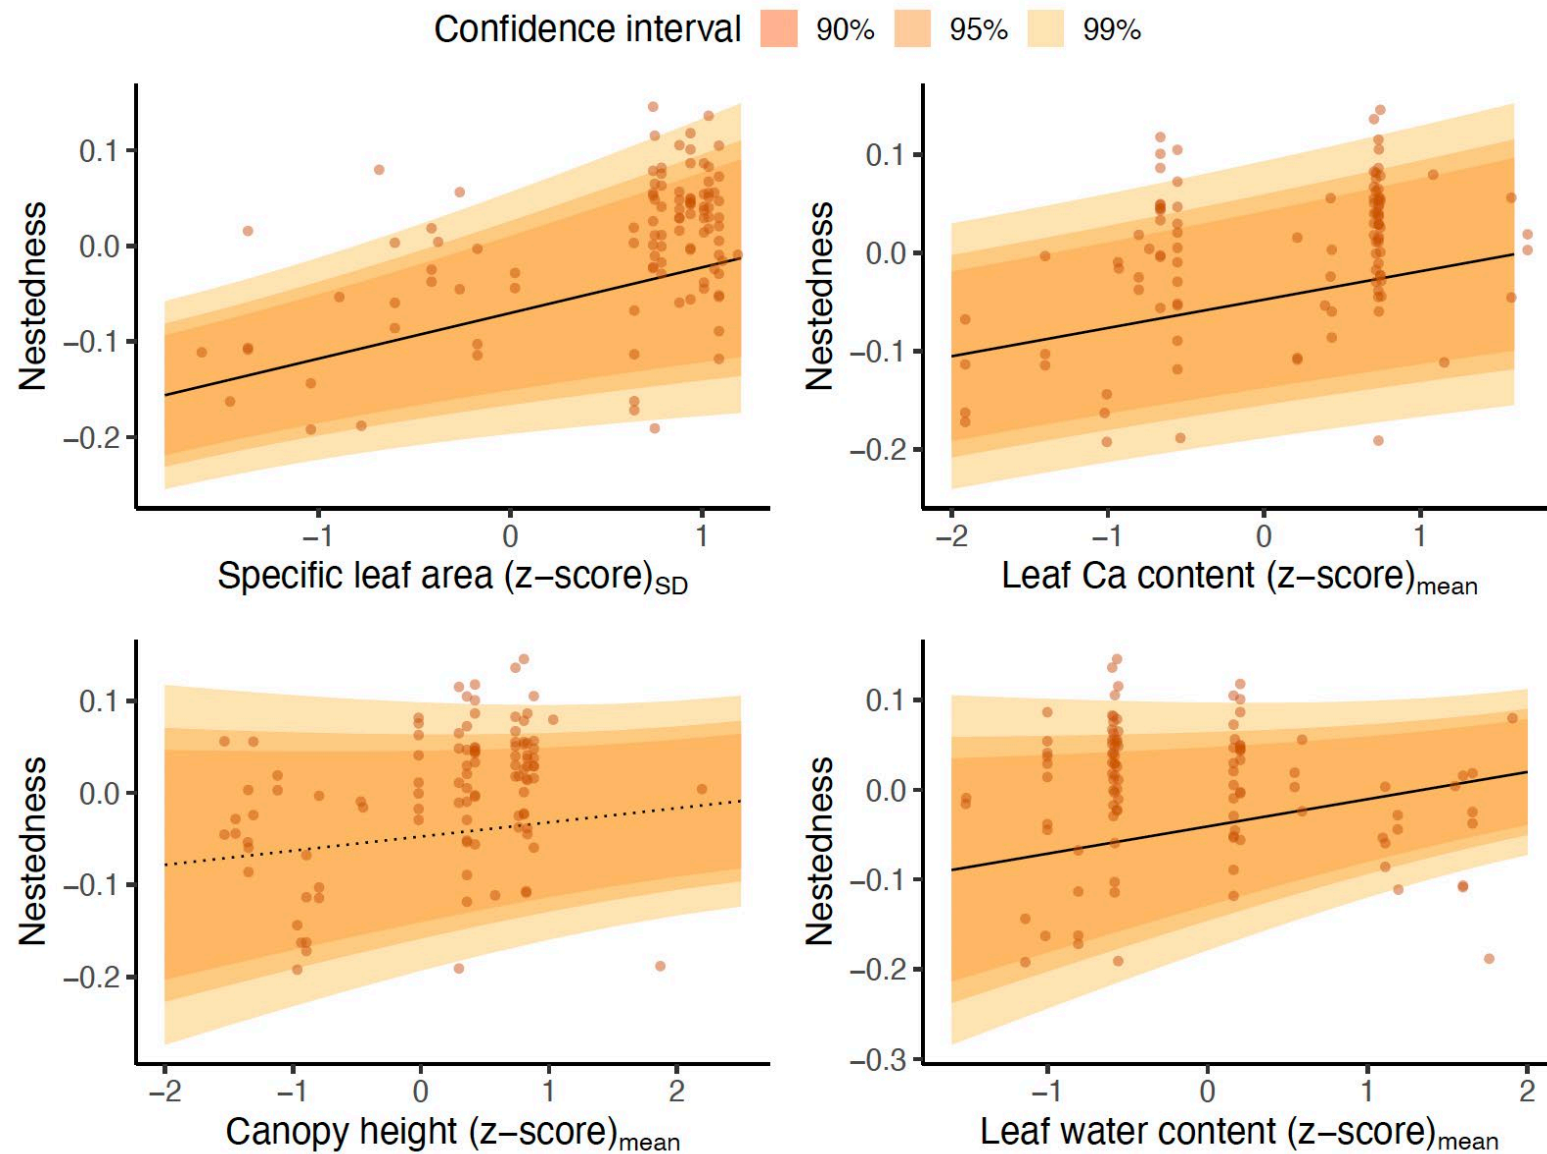 Confidence interval 90% 95% 99%
Nestedness
0.1
0.0
−0.1
−0.2
−1 0 1
Specific leaf area (z−score)SD
Nestedness
0.1
0.0
−0.1
−0.2
−2 −1 0 1
Leaf Ca content (z−score)mean
Nestedness
0.1
0.0
−0.1
−0.2
−2 −1 0 1 2
Canopy height (z−score)mean
Nestedness
0.1
0.0
−0.1
−0.2
−0.3
−1 0 1 2
Leaf water content (z−score)mean